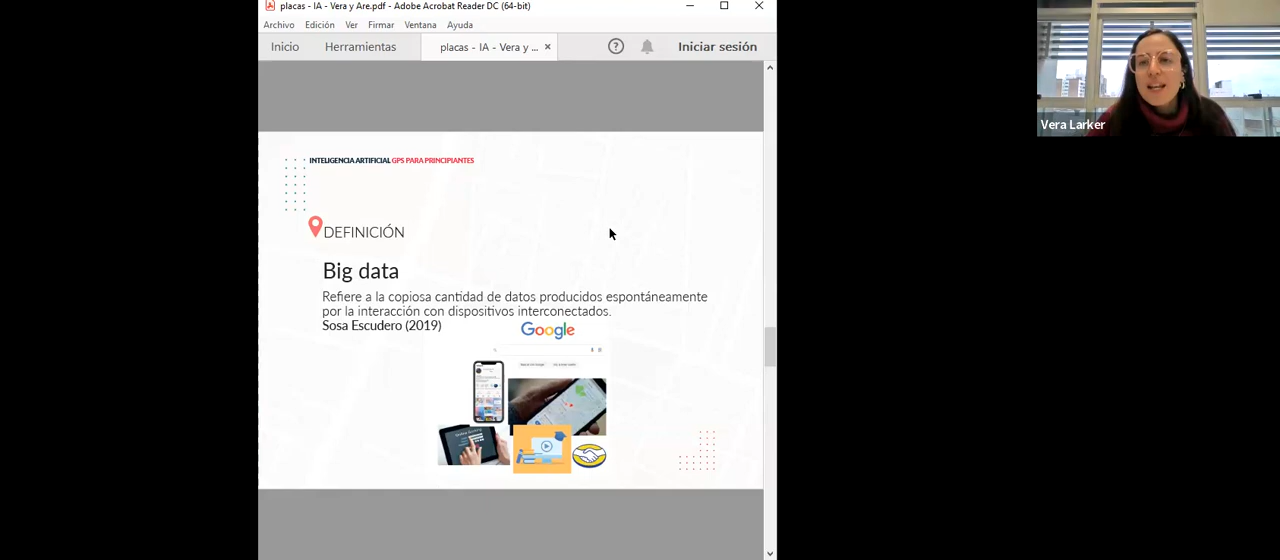 placas - IA - Vera y Are.pdf - Adobe Acrobat Reader DC (64-bit)
Archivo Edición Ver Firmar Ventana Ayuda
Inicio Herramientas placas - IA - Vera y ... Iniciar sesión
Vera Larker
INTELIGENCIA ARTIFICIAL GPS PARA PRINCIPIANTES
DEFINICIÓN
Big data
Refiere a la copiosa cantidad de datos producidos espontáneamente
por la interacción con dispositivos interconectados.
Sosa Escudero (2019)
Google